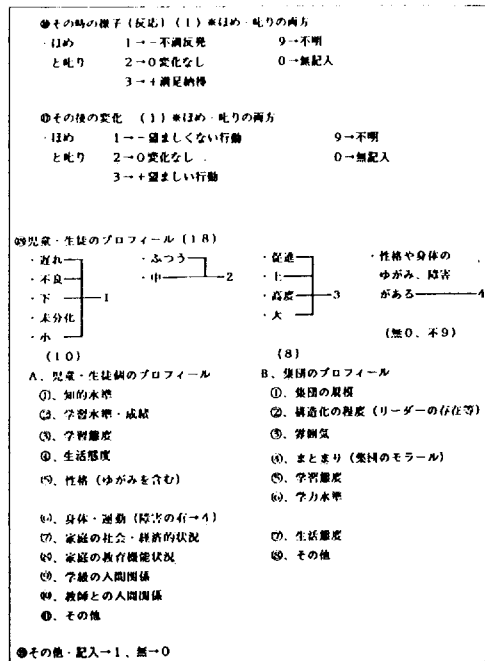 その時の様子(反応)(1)※ほめ・叱りの両方
・ほめ 1→-不満反発 9→不明
と叱り 2→0変化なし 0→無記入
3→+満足納得
その後の変化 (1)※ほめ・叱りの両方
・ほめ 1→-望ましくない行動 9→不明
と叱り 2→0変化なし 0→無記入
3→+望ましい行動
児童・生徒のプロフィール(18)
・遅れ ・ふつう ・促進 ・性格や身体の
・不良 ・中 2 ・上 ゆがみ、障害
・下 1 ・高度 3 がある 4
・未分化 ・大
・小 (無0、不9)
(10) (8)
A、児童・生徒個のプロフィール B、集団のプロフィール
①、知的水準 ①、集団の規模
②、学習水準・成績 ②、構造化の程度(リーダーの存在等)
③、学習態度 ③、雰囲気
④、生活態度 ④、まとまり(集団のモラール)
⑤、性格(ゆがみを含む) ⑤、学習態度
⑥、学力水準
⑥、身体・運動(障害の有→4)
⑦、家庭の社会・経済的状況 ⑦、生活態度
⑧、家庭の教育機能状況 ⑧、その他
⑨、学級の人間関係
⑩、教師との人間関係
⑪、その他
その他・記入→1、無→0